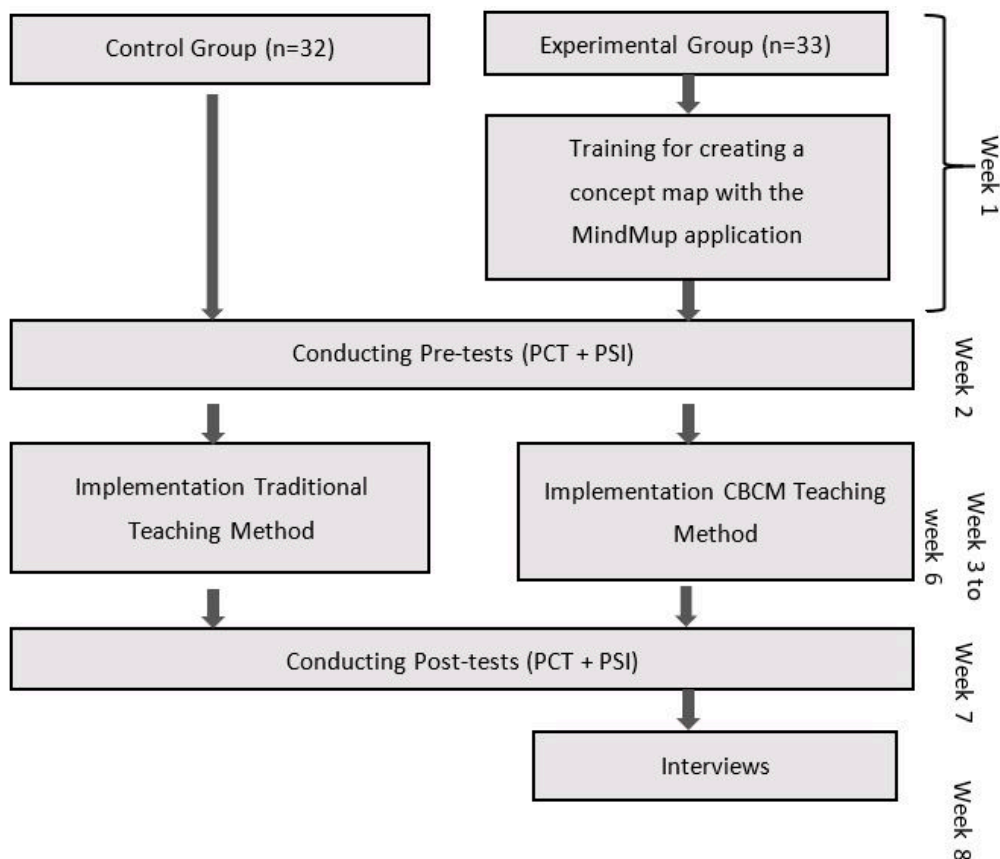 Control Group (n=32)
Experimental Group (n=33)
Training for creating a
concept map with the
MindMup application
Week 1
Conducting Pre-tests (PCT + PSI)
Week 2
Implementation Traditional
Teaching Method
Implementation CBCM Teaching
Method
Week 3 to
week 6
Conducting Post-tests (PCT + PSI)
Week 7
Interviews
Week 8